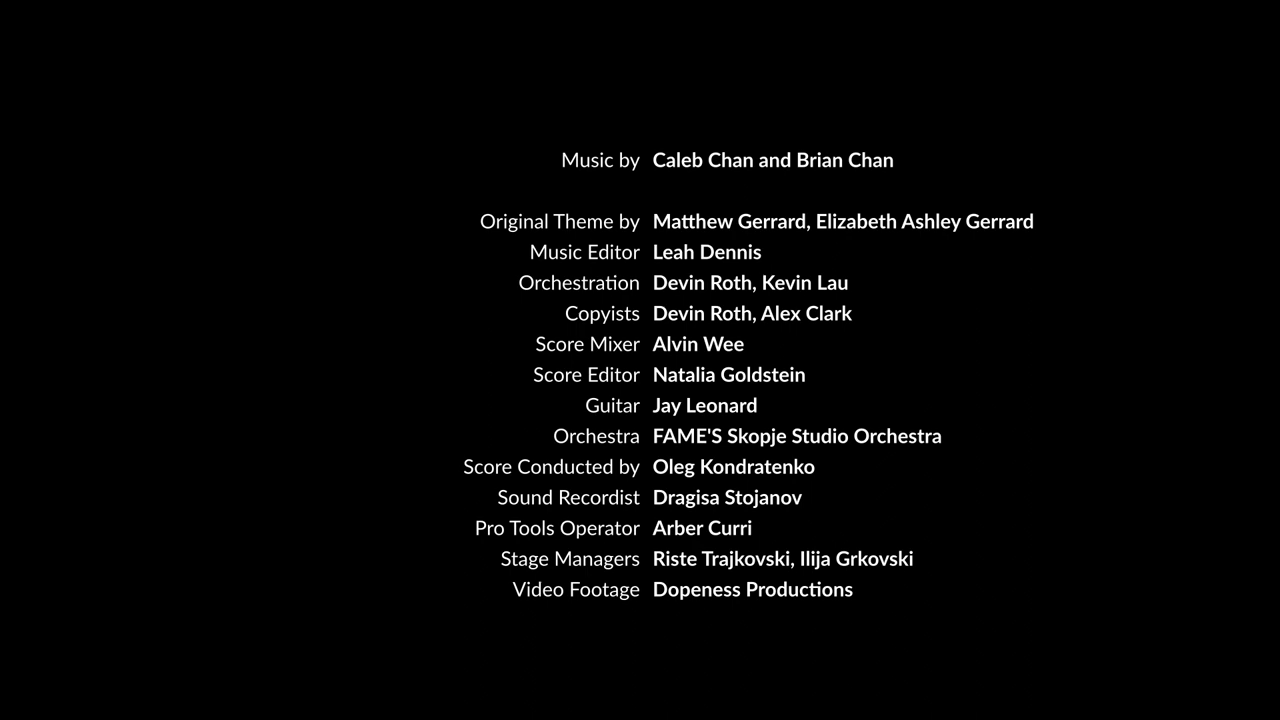 Music by Caleb Chan and Brian Chan
Original Theme by Matthew Gerrard, Elizabeth Ashley Gerrard
Music Editor Leah Dennis
Orchestration Devin Roth, Kevin Lau
Copyists Devin Roth, Alex Clark
Score Mixer Alvin Wee
Score Editor Natalia Goldstein
Guitar Jay Leonard
Orchestra FAME'S Skopje Studio Orchestra
Score Conducted by Oleg Kondratenko
Sound Recordist Dragisa Stojanov
Pro Tools Operator Arber Curri
Stage Managers Riste Trajkovski, Ilija Grkovski
Video Footage Dopeness Productions